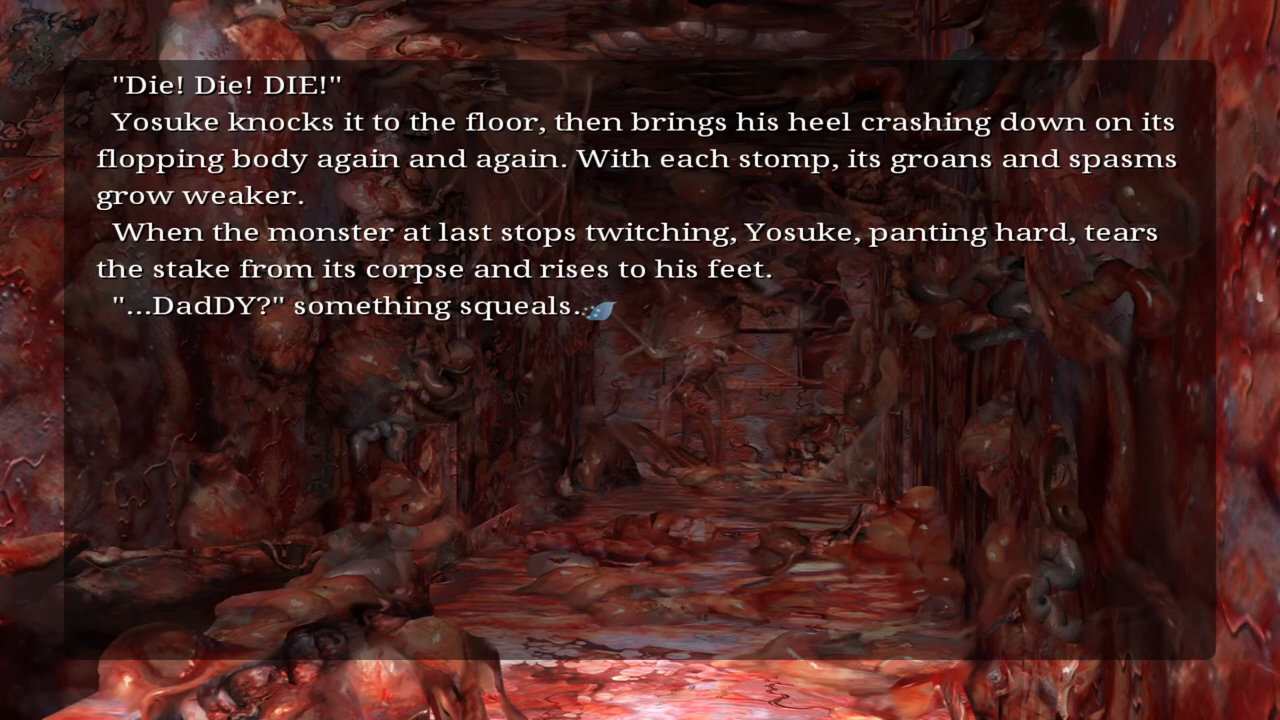 "Die! Die! DIE!"
Yosuke knocks it to the floor, then brings his heel crashing down on its
flopping body again and again. With each stomp, its groans and spasms
grow weaker.
When the monster at last stops twitching, Yosuke, panting hard, tears
the stake from its corpse and rises to his feet.
"...DadDY?" something squeals.